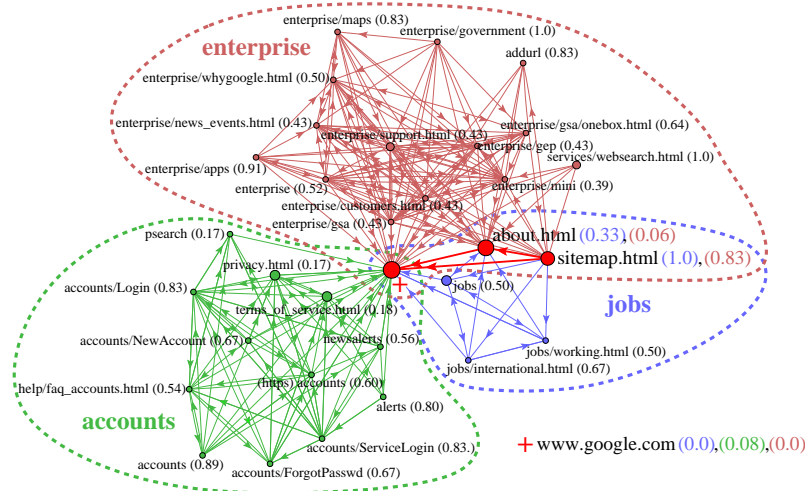 enterprise/maps (0.83)
enterprise/government (1.0)
enterprise
addurl (0.83)
enterprise/whygoogle.html (0.50)
enterprise/news_events.html (0.43)
enterprise/support.html (0.43)
enterprise/gsa/onebox.html (0.64)
enterprise/gep (0.43)
services/websearch.html (1.0)
enterprise/apps (0.91)
enterprise (0.52)
enterprise/mini (0.39)
enterprise/customers.html (0.43)
enterprise/gsa (0.43)
psearch (0.17)
about.html (0.33),(0.06)
sitemap.html (1.0),(0.83)
privacy.html (0.17)
accounts/Login (0.83)
jobs (0.50)
jobs
terms_of_service.html (0.18)
accounts/NewAccount (0.67)
newsalerts (0.56)
jobs/working.html (0.50)
jobs/international.html (0.67)
help/faq_accounts.html (0.54)
(https) accounts (0.60)
alerts (0.80)
accounts
accounts/ServiceLogin (0.83.)
accounts (0.89)
accounts/ForgotPasswd (0.67)
+ www.google.com (0.0),(0.08),(0.0)